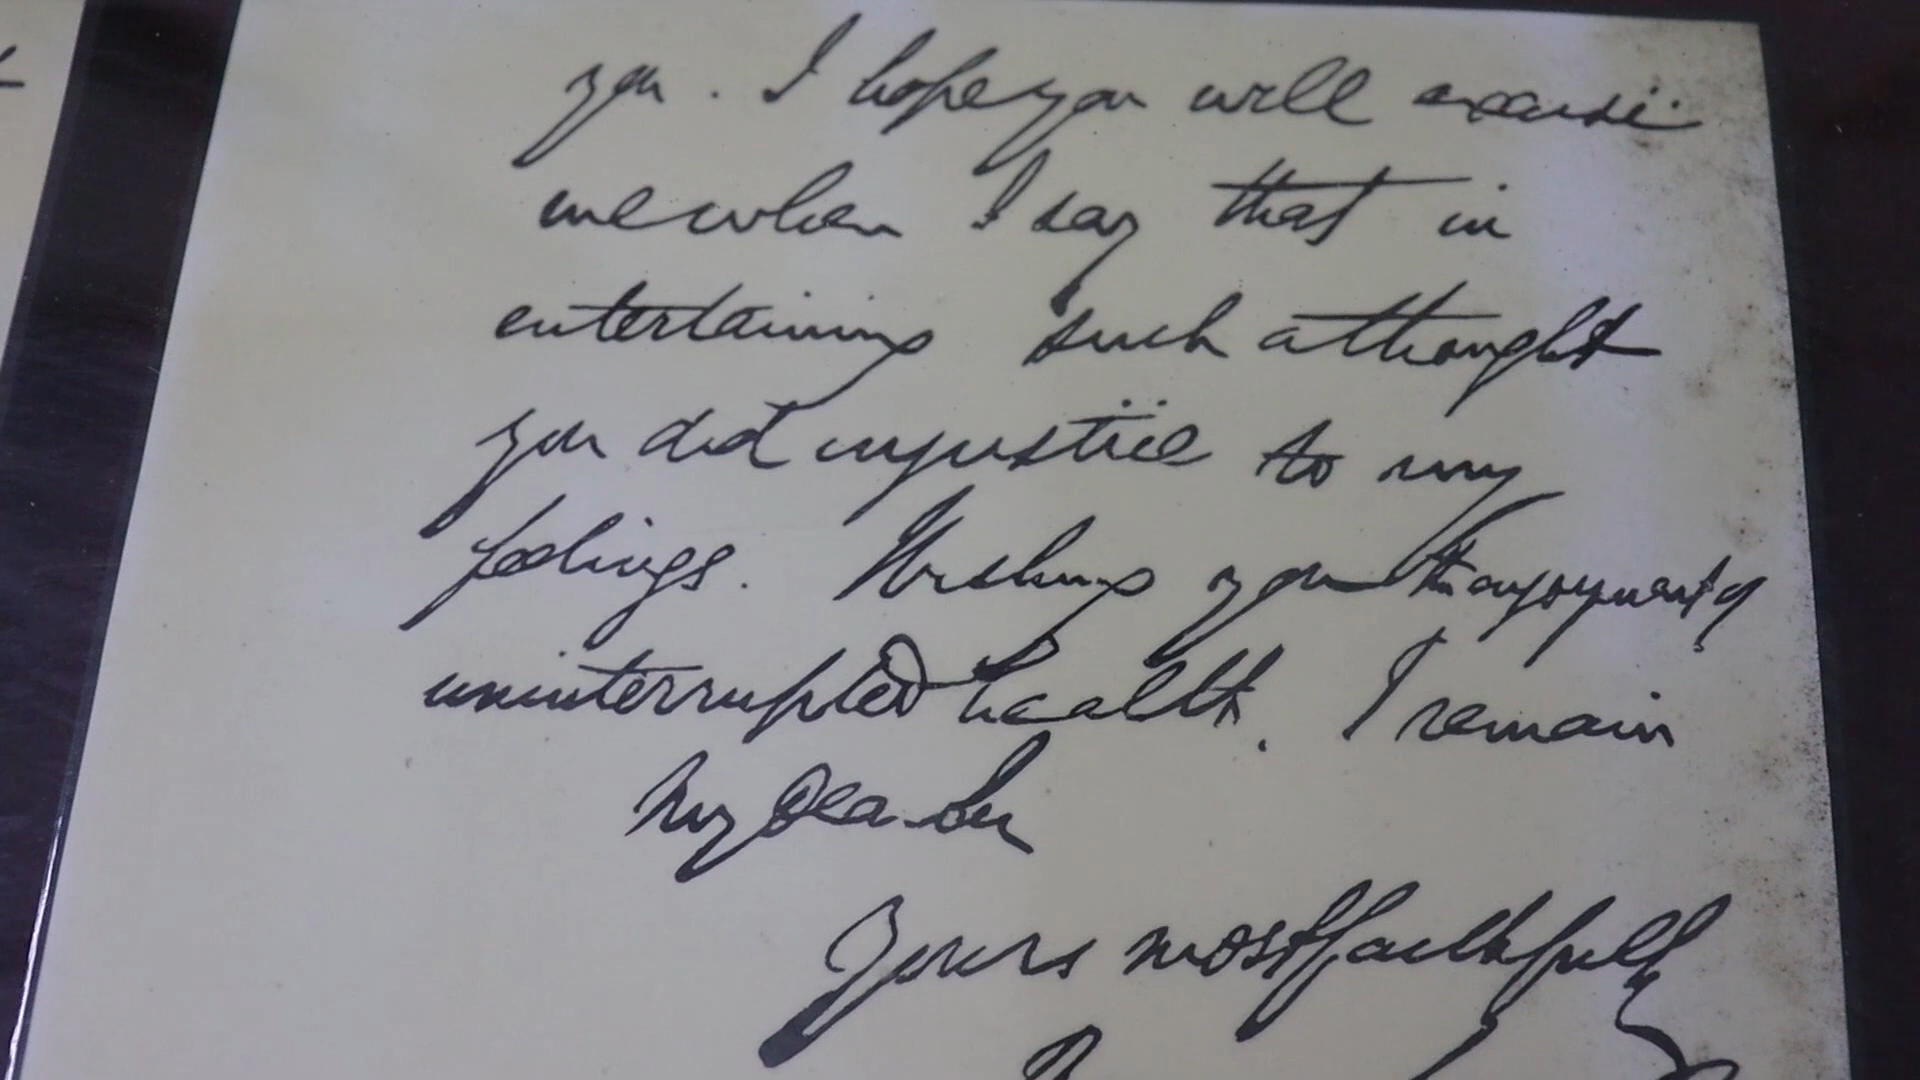 you. I hope you will excuse
me when I say that in
entertaining such a thought
you did injustice to my
feelings. Wishing you the enjoyment of
uninterrupted health. I remain
My Dear Sir
Yours most faithfully